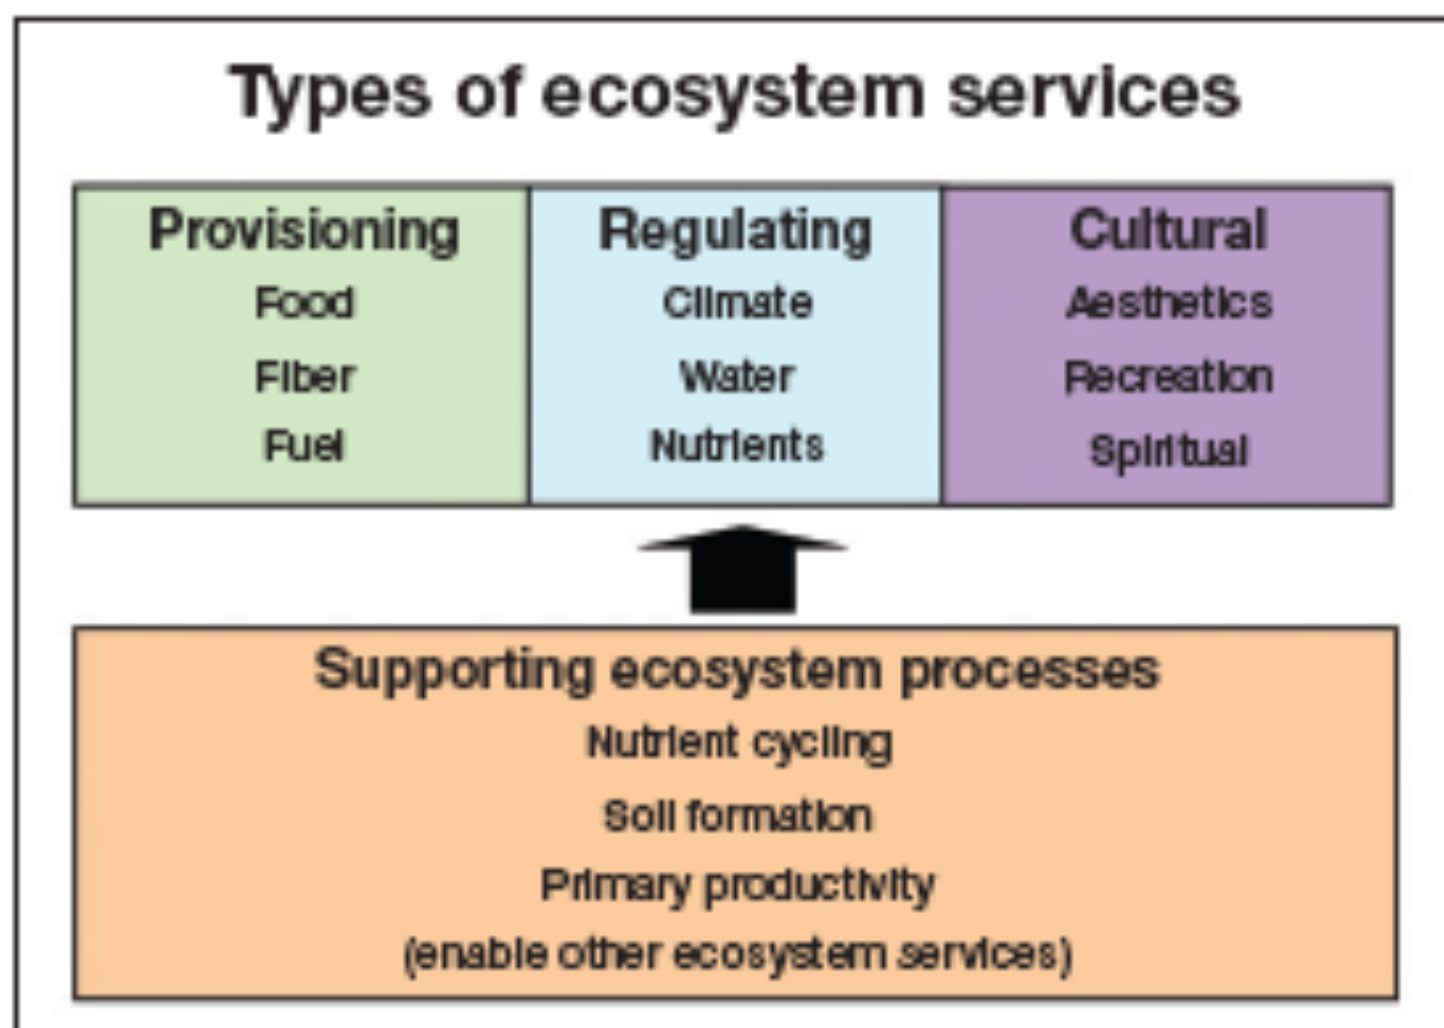 Types of ecosystem services
Provisioning
Food
Fiber
Fuel
Regulating
Climate
Water
Nutrients
Cultural
Aesthetics
Recreation
Spiritual
Supporting ecosystem processes
Nutrient cycling
Soil formation
Primary productivity
(enable other ecosystem services)